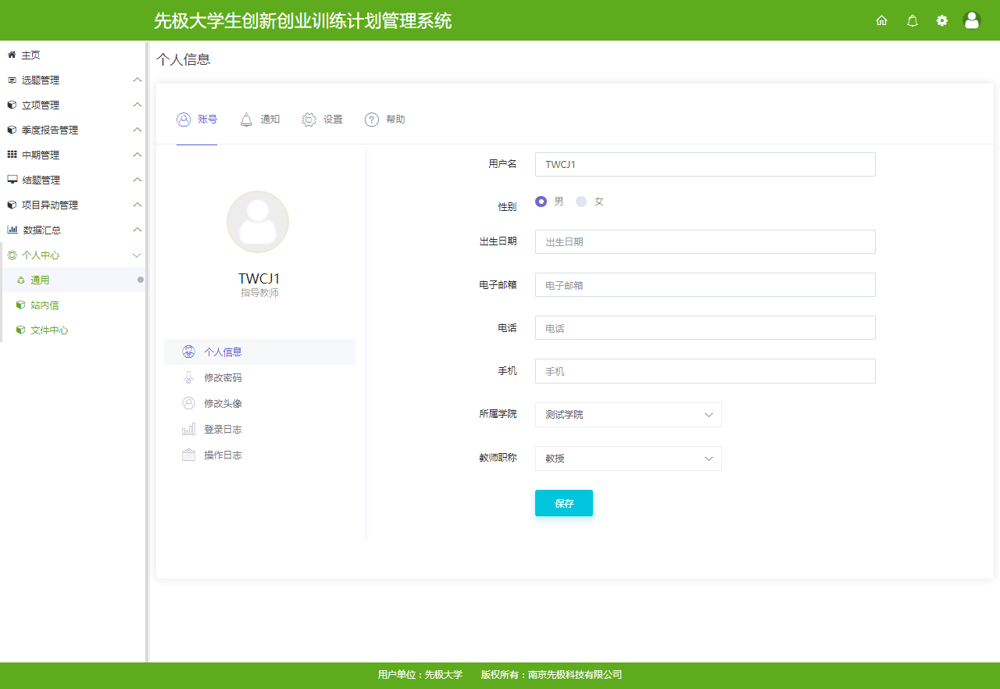 先极大学生创新创业训练计划管理系统
主页
选题管理
立项管理
季度报告管理
中期管理
结题管理
项目异动管理
数据汇总
个人中心
通用
站内信
文件中心
个人信息
账号 通知 设置 帮助
TWCJ1
指导教师
个人信息
修改密码
修改头像
登录日志
操作日志
用户名 TWCJ1
性别 男 女
出生日期 出生日期
电子邮箱 电子邮箱
电话 电话
手机 手机
所属学院 测试学院
教师职称 教授
保存
用户单位：先极大学 版权所有：南京先极科技有限公司